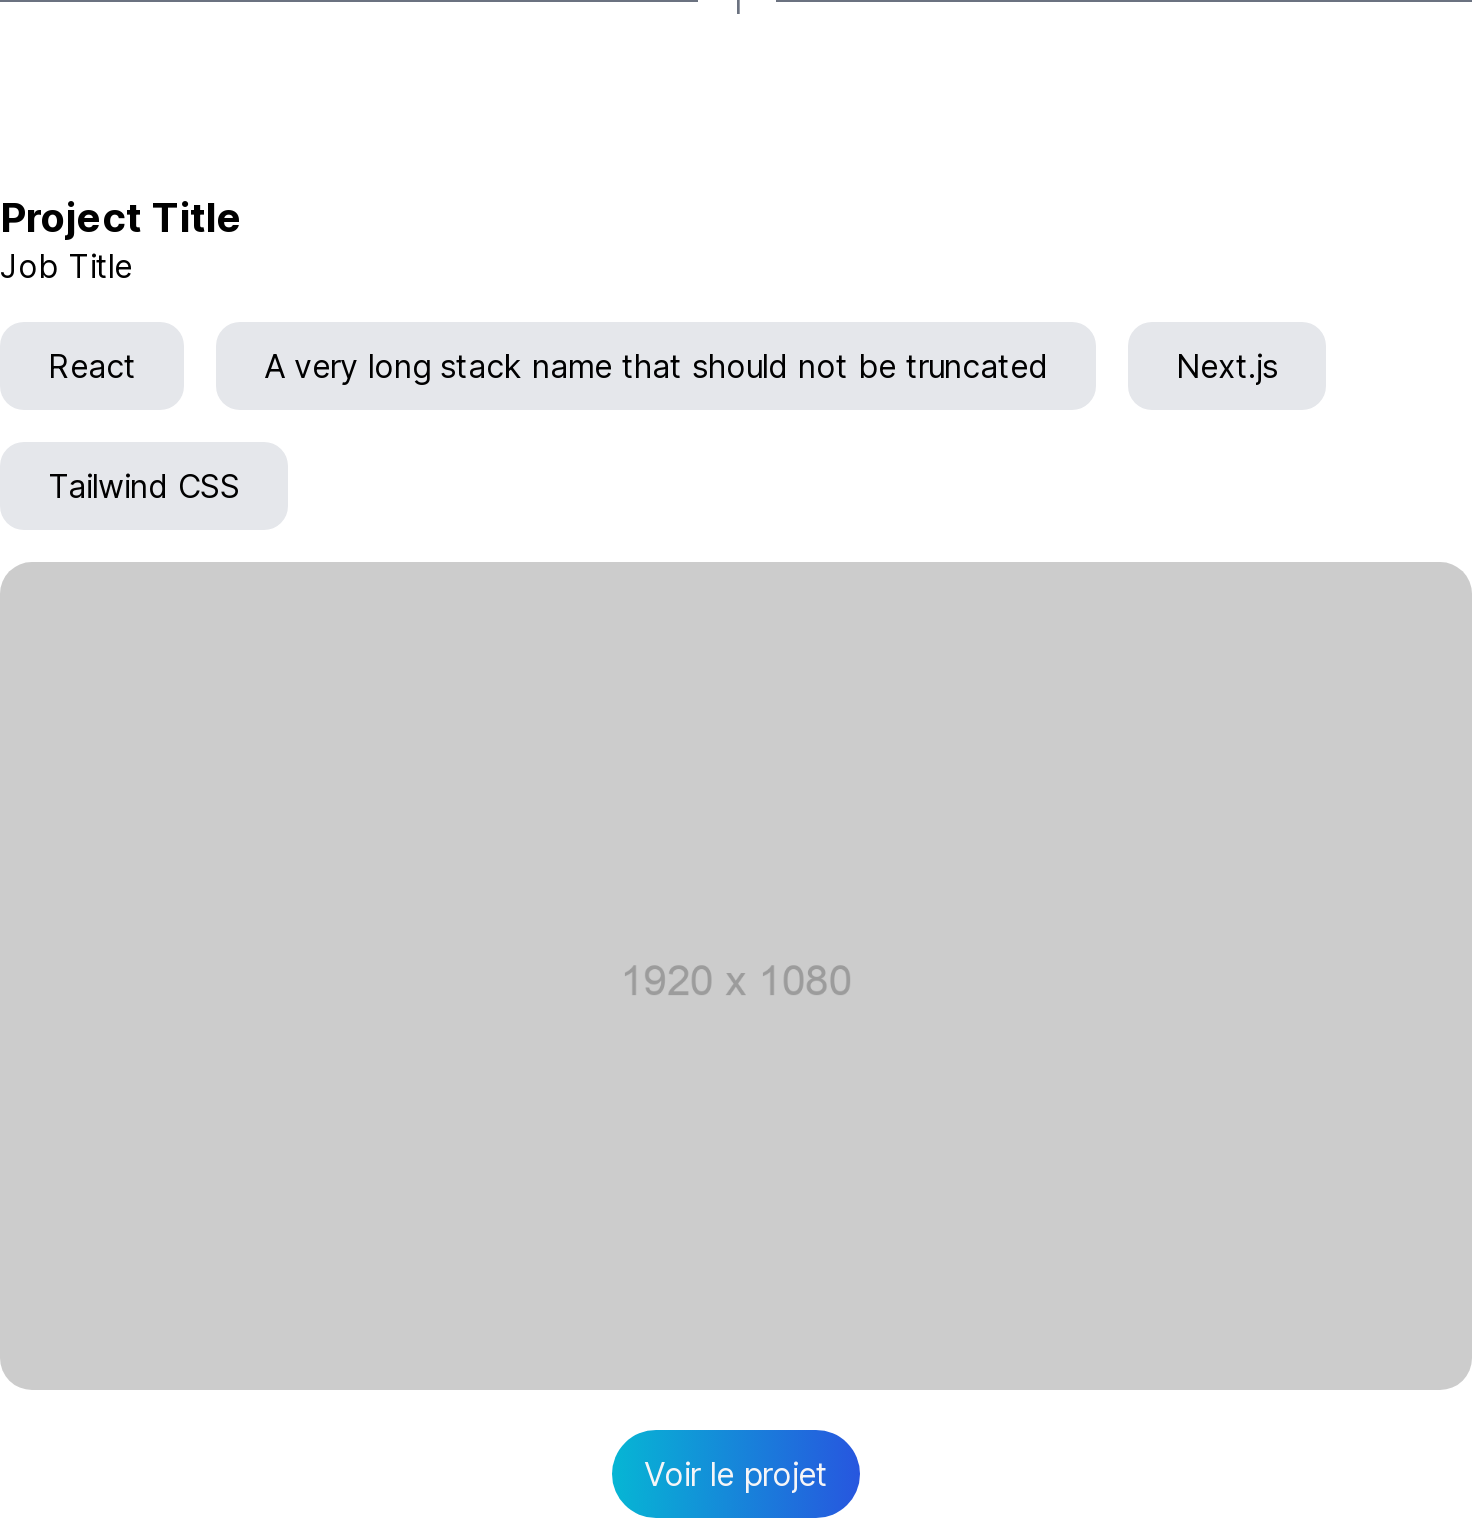 Project Title
Job Title
React
A very long stack name that should not be truncated
Next.js
Tailwind CSS
1920 x 1080
Voir le projet